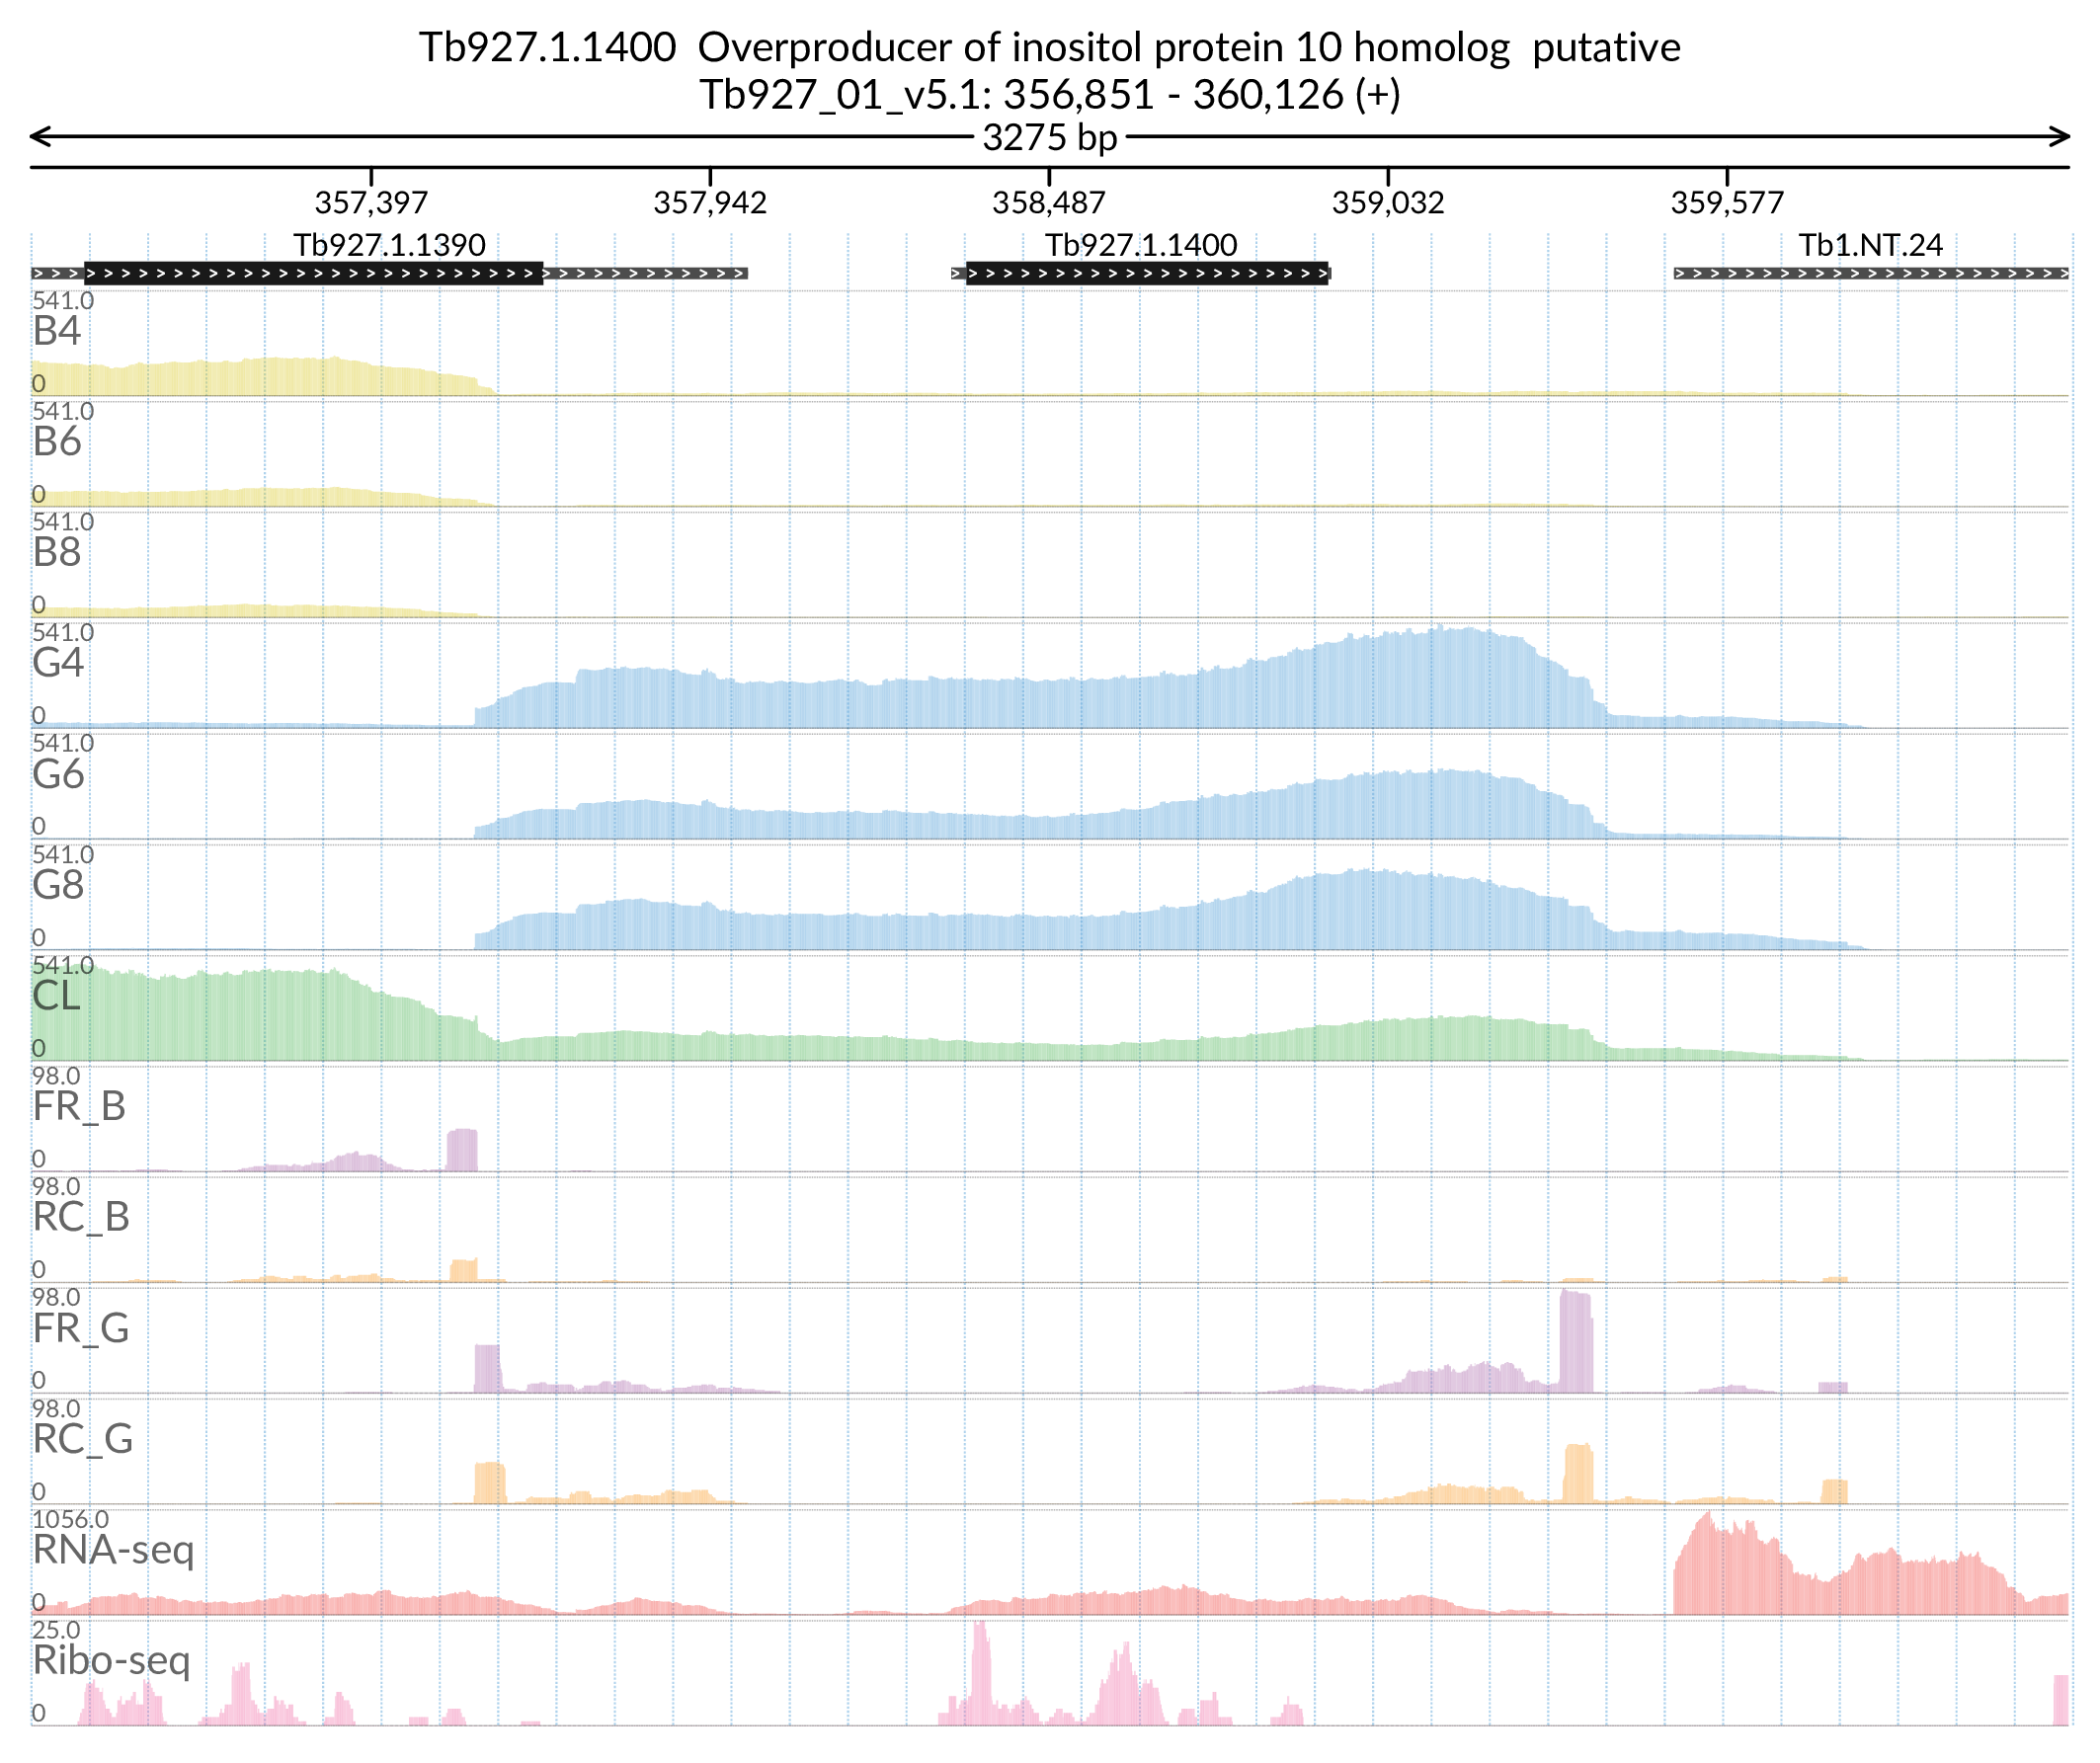 Tb927.1.1400  Overproducer of inositol protein 10 homolog  putative
Tb927_01_v5.1: 356,851 - 360,126 (+)
3275 bp
357,397 357,942 358,487 359,032 359,577
Tb927.1.1390 Tb927.1.1400 Tb1.NT.24
541.0
B4
0
541.0
B6
0
541.0
B8
0
541.0
G4
0
541.0
G6
0
541.0
G8
0
541.0
CL
0
98.0
FR_B
0
98.0
RC_B
0
98.0
FR_G
0
98.0
RC_G
0
1056.0
RNA-seq
0
25.0
Ribo-seq
0